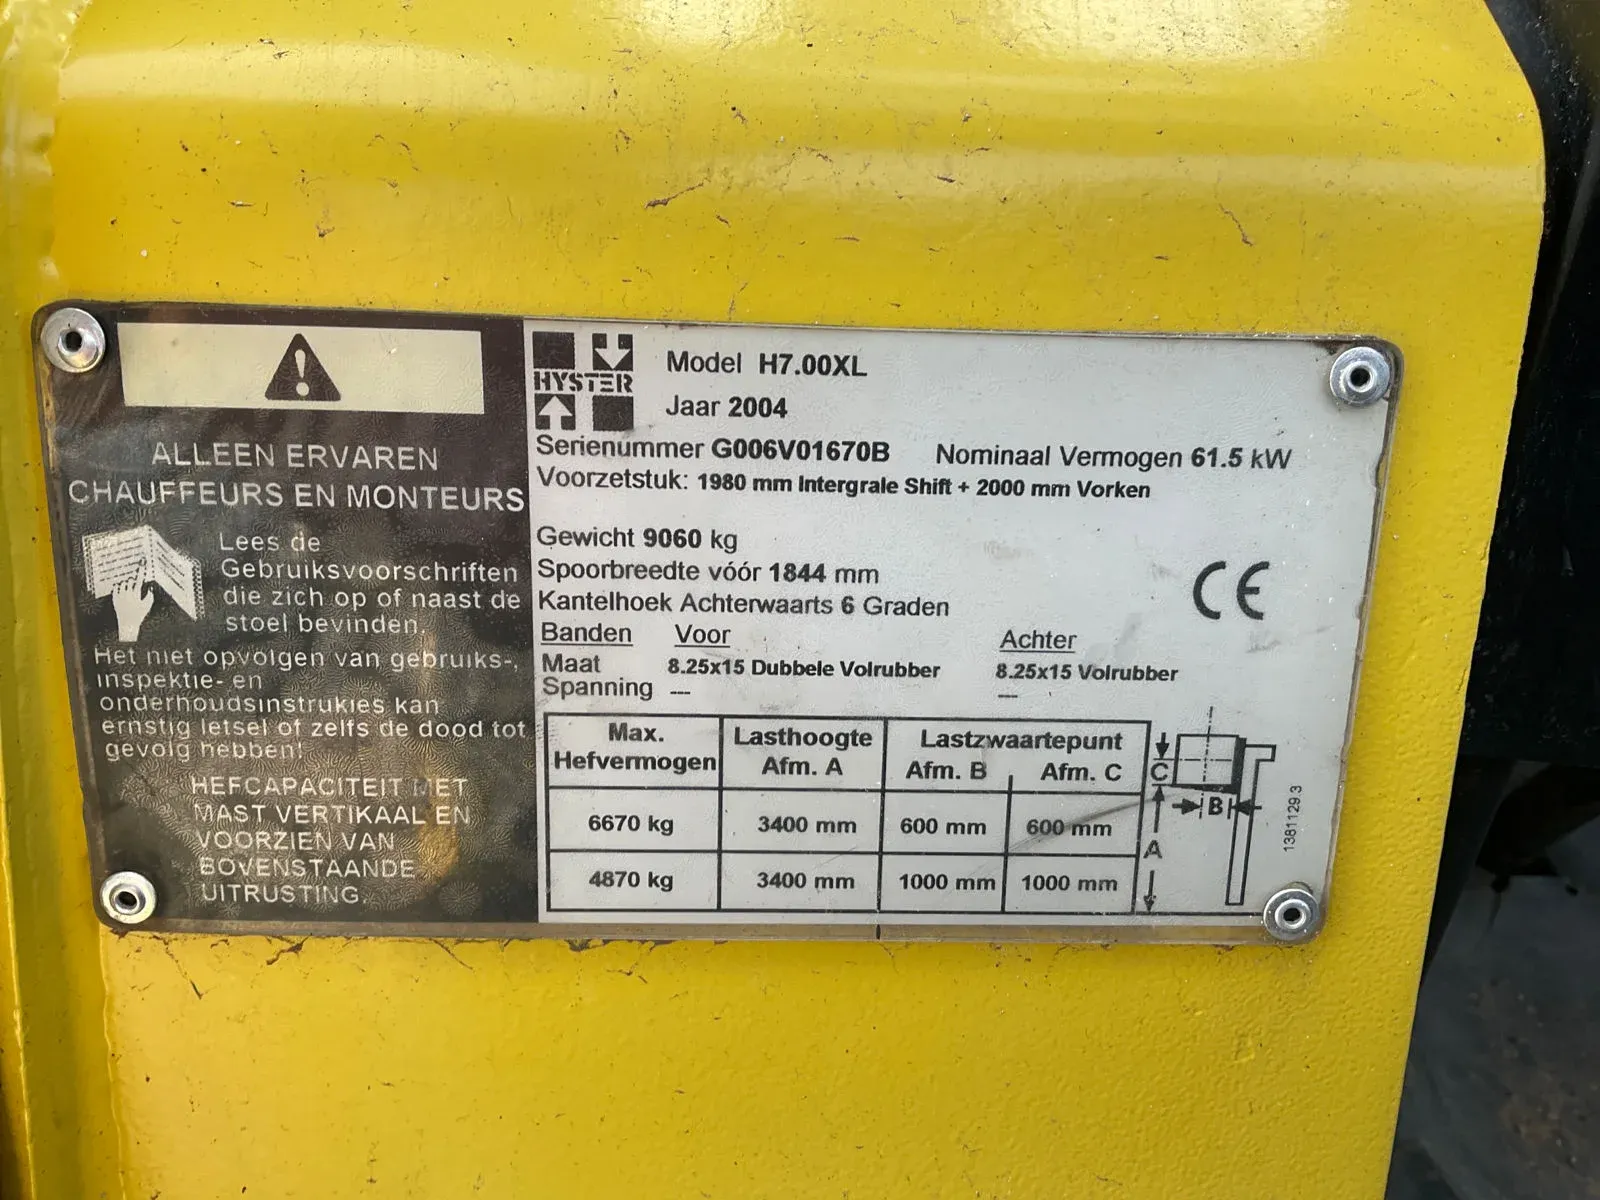 ALLEEN ERVAREN
CHAUFFEURS EN MONTEURS
Lees de
Gebruiksvoorschriften
die zich op of naast de
stoel bevinden.
Het niet opvolgen van gebruiks-,
inspektie- en
onderhoudsinstrukies kan
ernstig letsel of zelfs de dood tot
gevolg hebben!
HEFCAPACITEIT MET
MAST VERTIKAAL EN
VOORZIEN VAN
BOVENSTAANDE
UITRUSTING.
HYSTER
Model H7.00XL
Jaar 2004
Serienummer G006V01670B Nominaal Vermogen 61.5 kW
Voorzetstuk: 1980 mm Intergrale Shift + 2000 mm Vorken
Gewicht 9060 kg
Spoorbreedte vóór 1844 mm
Kantelhoek Achterwaarts 6 Graden
CE
Banden Voor Achter
Maat 8.25x15 Dubbele Volrubber 8.25x15 Volrubber
Spanning --- ---
Max. Hefvermogen Lasthoogte Afm. A Lastzwaartepunt Afm. B Afm. C
6670 kg 3400 mm 600 mm 600 mm
4870 kg 3400 mm 1000 mm 1000 mm
C
B
A
13811293